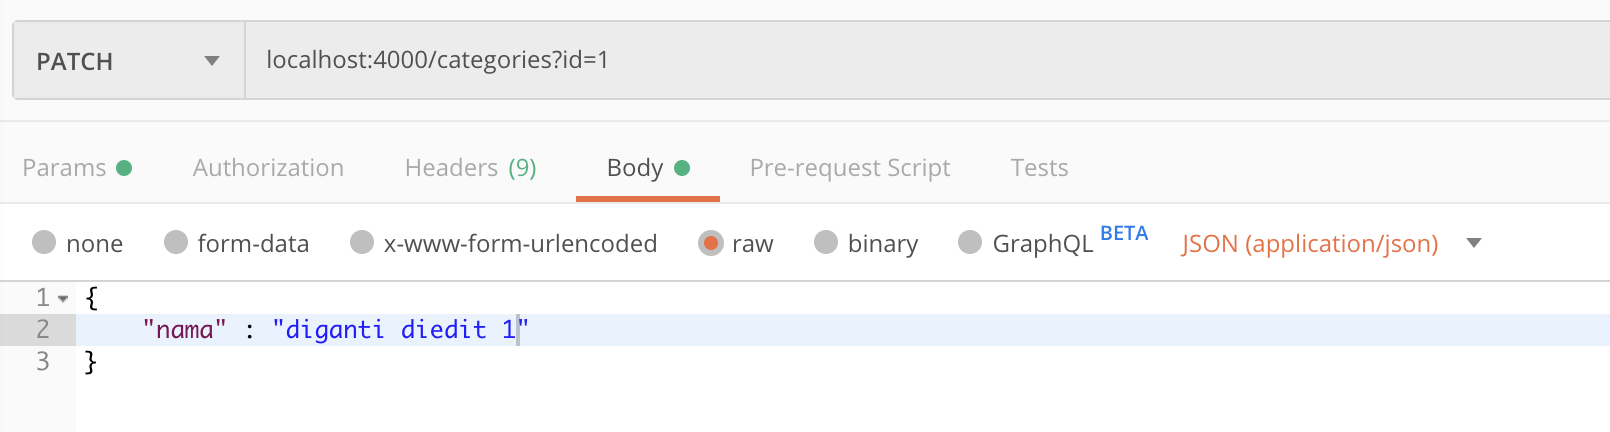 PATCH localhost:4000/categories?id=1
Params Authorization Headers (9) Body Pre-request Script Tests
none form-data x-www-form-urlencoded raw binary GraphQL BETA JSON (application/json)
1 {
2 "nama" : "diganti diedit 1"
3 }